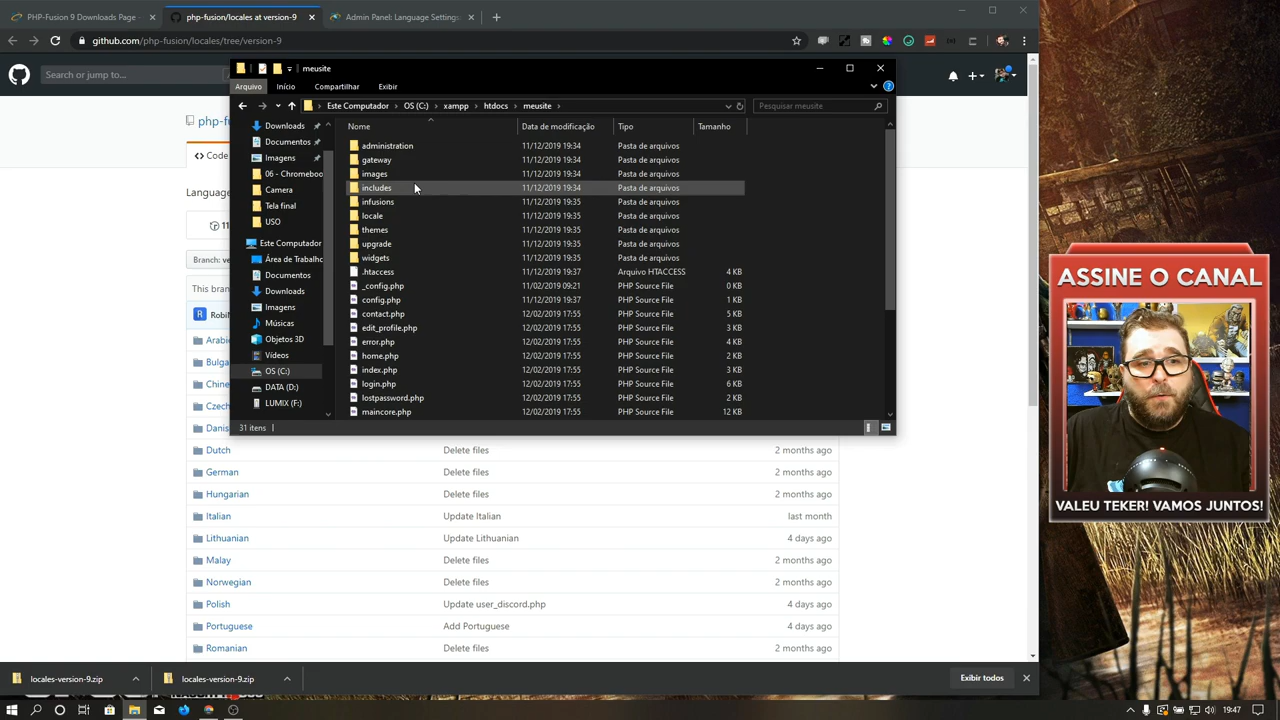 PHP-Fusion 9 Downloads Page -
php-fusion/locales at version-9
Admin Panel: Language Settings
github.com/php-fusion/locales/tree/version-9
Search or jump to...
meusite
Arquivo
Início
Compartilhar
Exibir
Este Computador > OS (C:) > xampp > htdocs > meusite >
Pesquisar meusite
php-fu
<> Code
Language
11
Branch: ve
This bran
R
RobiN
Arabi
Bulga
Chine
Czech
Danis
Downloads
Documentos
Imagens
06 - Chromeboo
Camera
Tela final
USO
Este Computador
Área de Trabalho
Documentos
Downloads
Imagens
Músicas
Objetos 3D
Vídeos
OS (C:)
DATA (D:)
LUMIX (F:)
Nome Data de modificação Tipo Tamanho
administration 11/12/2019 19:34 Pasta de arquivos
gateway 11/12/2019 19:34 Pasta de arquivos
images 11/12/2019 19:34 Pasta de arquivos
includes 11/12/2019 19:34 Pasta de arquivos
infusions 11/12/2019 19:35 Pasta de arquivos
locale 11/12/2019 19:35 Pasta de arquivos
themes 11/12/2019 19:35 Pasta de arquivos
upgrade 11/12/2019 19:35 Pasta de arquivos
widgets 11/12/2019 19:35 Pasta de arquivos
.htaccess 11/12/2019 19:37 Arquivo HTACCESS 4 KB
_config.php 11/02/2019 09:21 PHP Source File 0 KB
config.php 11/12/2019 19:37 PHP Source File 1 KB
contact.php 12/02/2019 17:55 PHP Source File 5 KB
edit_profile.php 12/02/2019 17:55 PHP Source File 3 KB
error.php 12/02/2019 17:55 PHP Source File 4 KB
home.php 12/02/2019 17:55 PHP Source File 2 KB
index.php 12/02/2019 17:55 PHP Source File 3 KB
login.php 12/02/2019 17:55 PHP Source File 6 KB
lostpassword.php 12/02/2019 17:55 PHP Source File 2 KB
maincore.php 12/02/2019 17:55 PHP Source File 12 KB
31 itens
Dutch Delete files 2 months ago
German Delete files 2 months ago
Hungarian Delete files 2 months ago
Italian Update Italian last month
Lithuanian Update Lithuanian 4 days ago
Malay Delete files 2 months ago
Norwegian Delete files 2 months ago
Polish Update user_discord.php 4 days ago
Portuguese Add Portuguese 4 days ago
Romanian Delete files 2 months ago
ASSINE O CANAL
VALEU TEKER! VAMOS JUNTOS!
locales-version-9.zip
locales-version-9.zip
Exibir todos
19:47